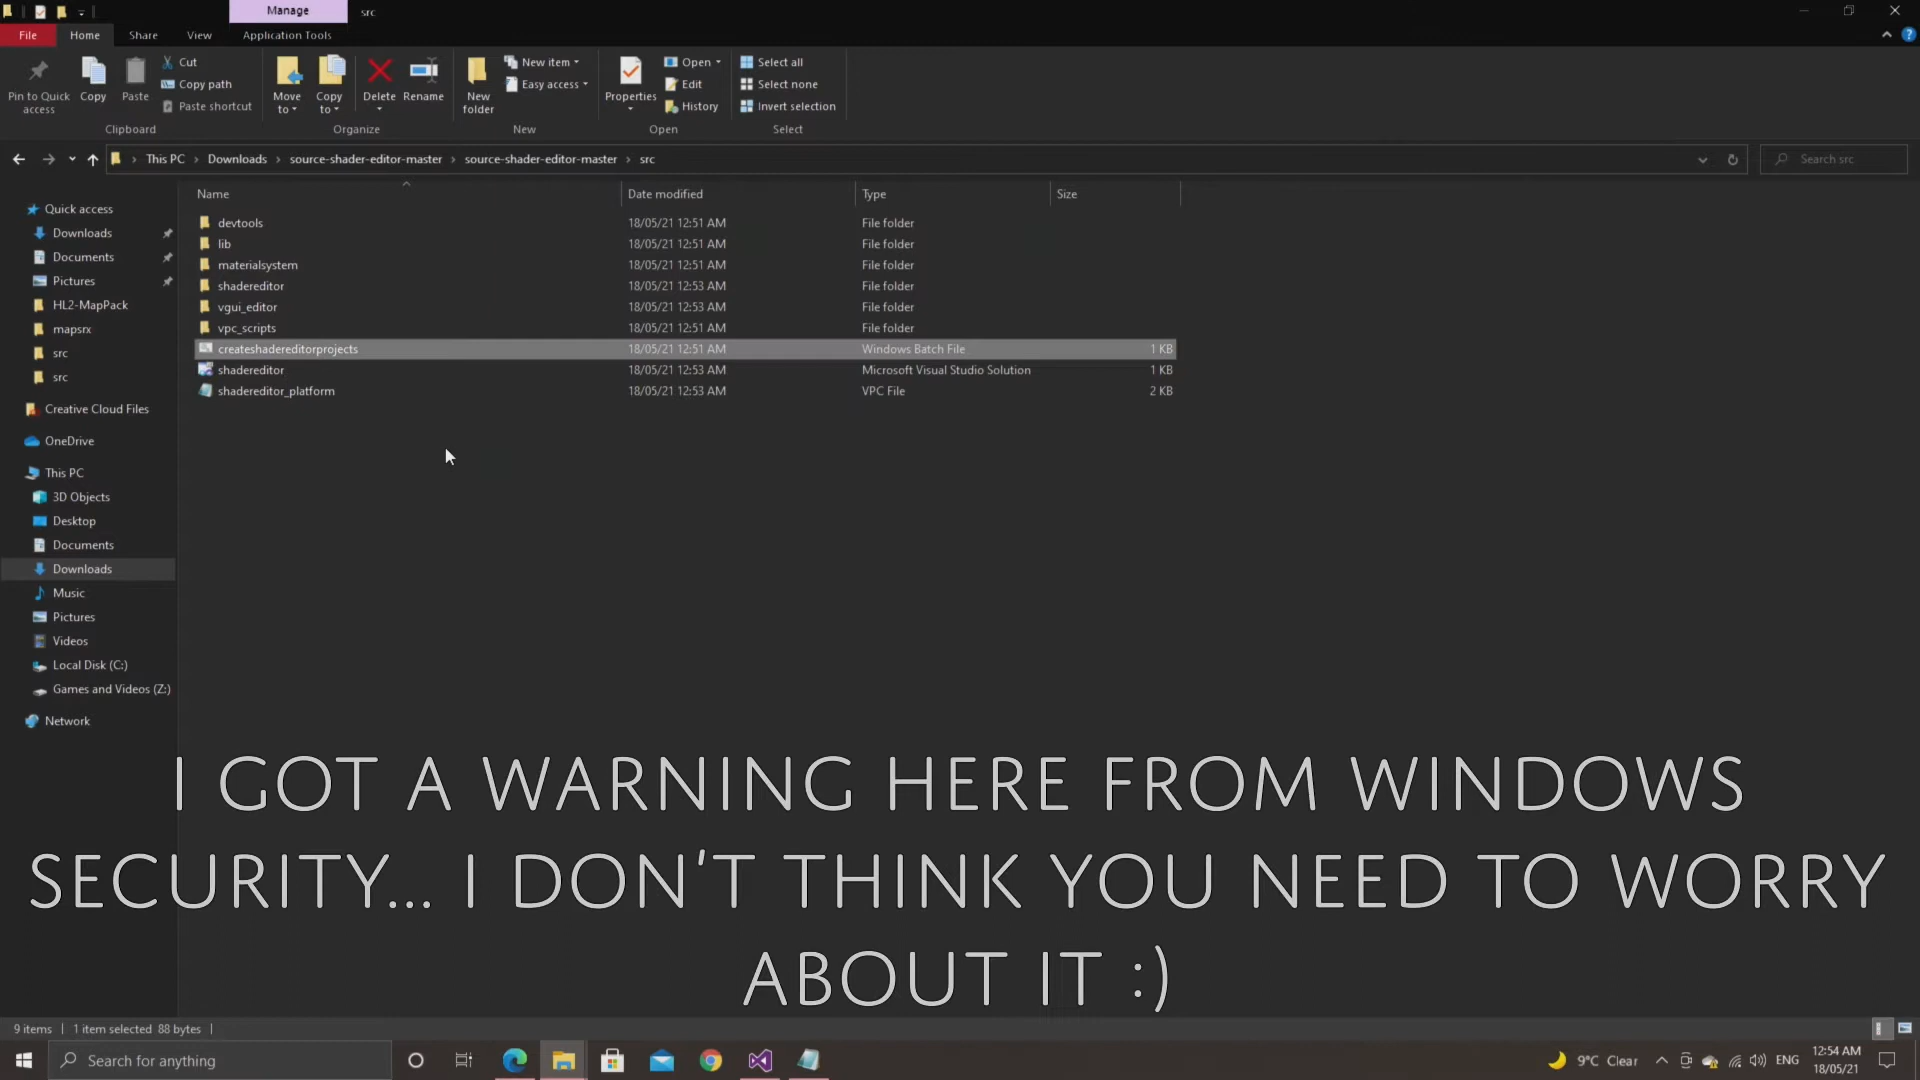 Manage
src
File
Home
Share
View
Application Tools
Pin to Quick access
Copy
Paste
Cut
Copy path
Paste shortcut
Clipboard
Move to
Copy to
Delete
Rename
Organize
New folder
New item
Easy access
New
Properties
Open
Edit
History
Open
Select all
Select none
Invert selection
Select
This PC > Downloads > source-shader-editor-master > source-shader-editor-master > src
Search src
Name
Date modified
Type
Size
devtools 18/05/21 12:51 AM File folder
lib 18/05/21 12:51 AM File folder
materialsystem 18/05/21 12:51 AM File folder
shadereditor 18/05/21 12:53 AM File folder
vgui_editor 18/05/21 12:53 AM File folder
vpc_scripts 18/05/21 12:51 AM File folder
createshadereditorprojects 18/05/21 12:51 AM Windows Batch File 1 KB
shadereditor 18/05/21 12:53 AM Microsoft Visual Studio Solution 1 KB
shadereditor_platform 18/05/21 12:53 AM VPC File 2 KB
Quick access
Downloads
Documents
Pictures
HL2-MapPack
mapsrx
src
src
Creative Cloud Files
OneDrive
This PC
3D Objects
Desktop
Documents
Downloads
Music
Pictures
Videos
Local Disk (C:)
Games and Videos (Z:)
Network
I GOT A WARNING HERE FROM WINDOWS
SECURITY... I DON'T THINK YOU NEED TO WORRY
ABOUT IT :)
9 items | 1 item selected 88 bytes |
Search for anything
9°C Clear
ENG
12:54 AM
18/05/21